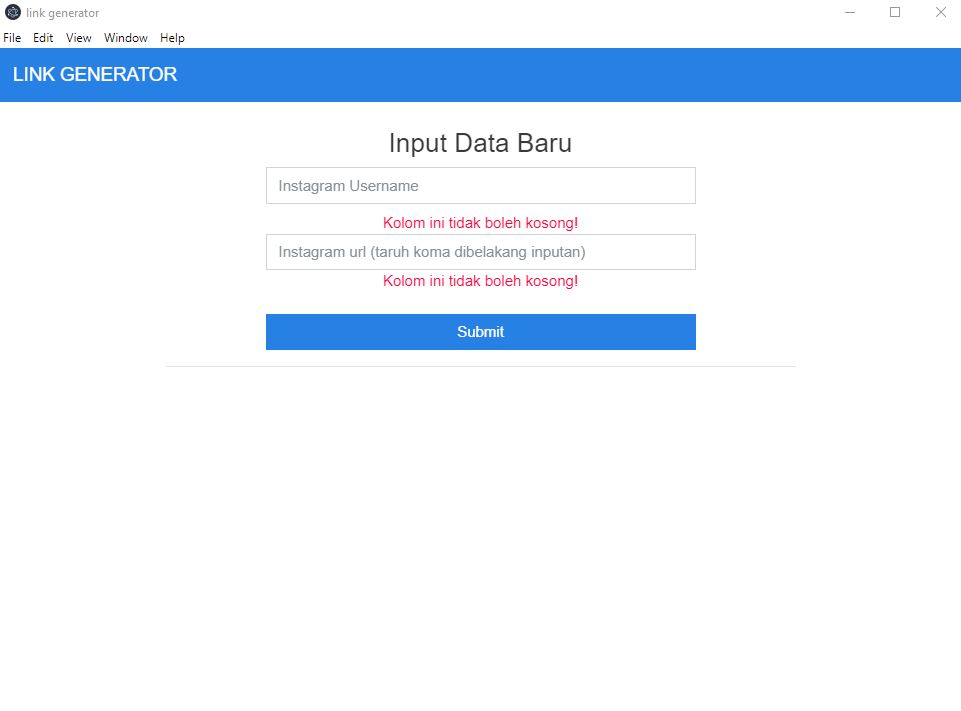 link generator
File Edit View Window Help
LINK GENERATOR
Input Data Baru
Instagram Username
Kolom ini tidak boleh kosong!
Instagram url (taruh koma dibelakang inputan)
Kolom ini tidak boleh kosong!
Submit